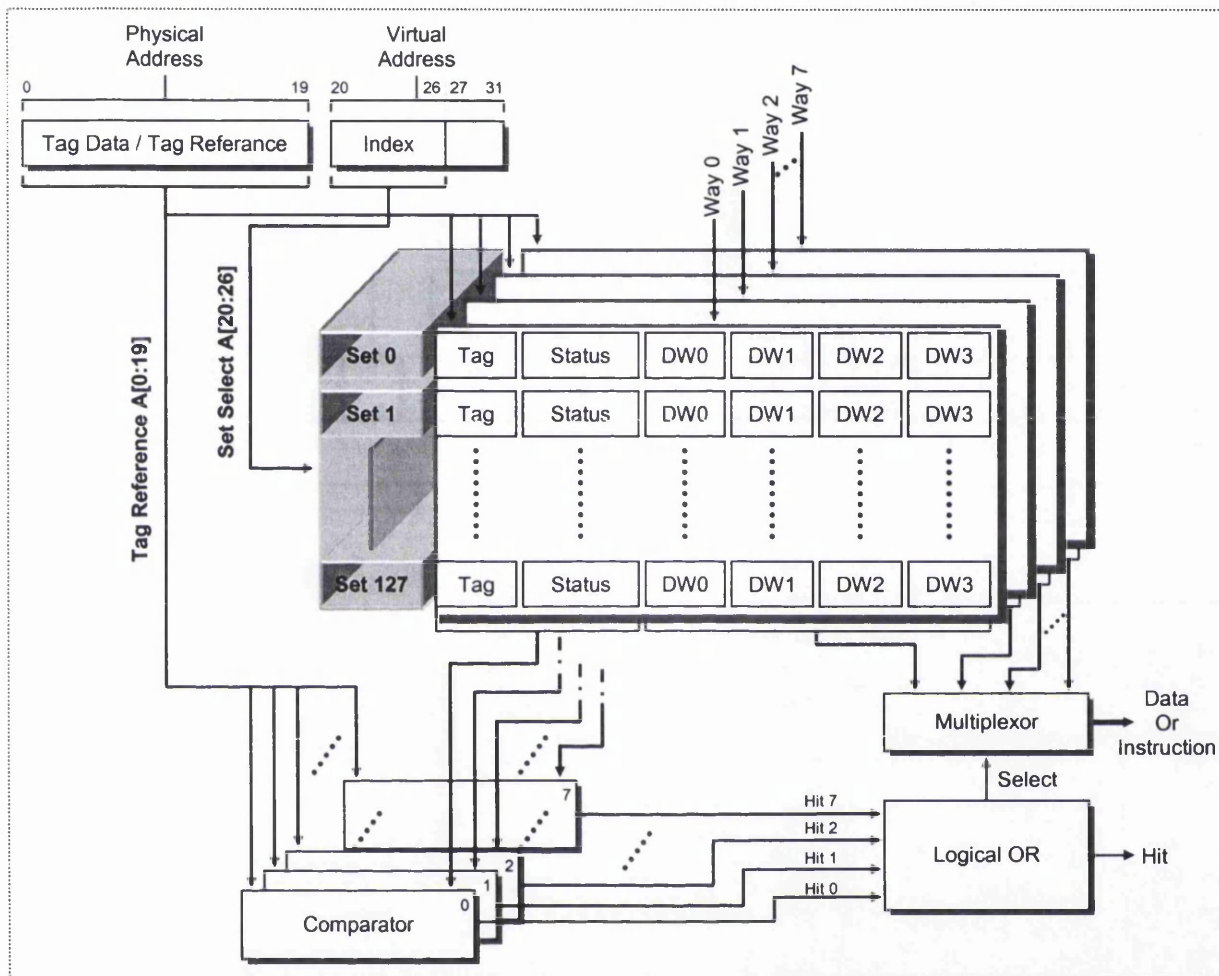 Physical
Address
Virtual
Address
0
19
20
26
27
31
Tag Data / Tag Referance
Index
Way 0
Way 1
Way 2
Way 7
Tag Reference A[0:19]
Set Select A[20:26]
Set 0
Tag
Status
DW0
DW1
DW2
DW3
Set 1
Tag
Status
DW0
DW1
DW2
DW3
Set 127
Tag
Status
DW0
DW1
DW2
DW3
Multiplexor
Data
Or
Instruction
Select
7
2
1
0
Comparator
Hit 7
Hit 2
Hit 1
Hit 0
Logical OR
Hit